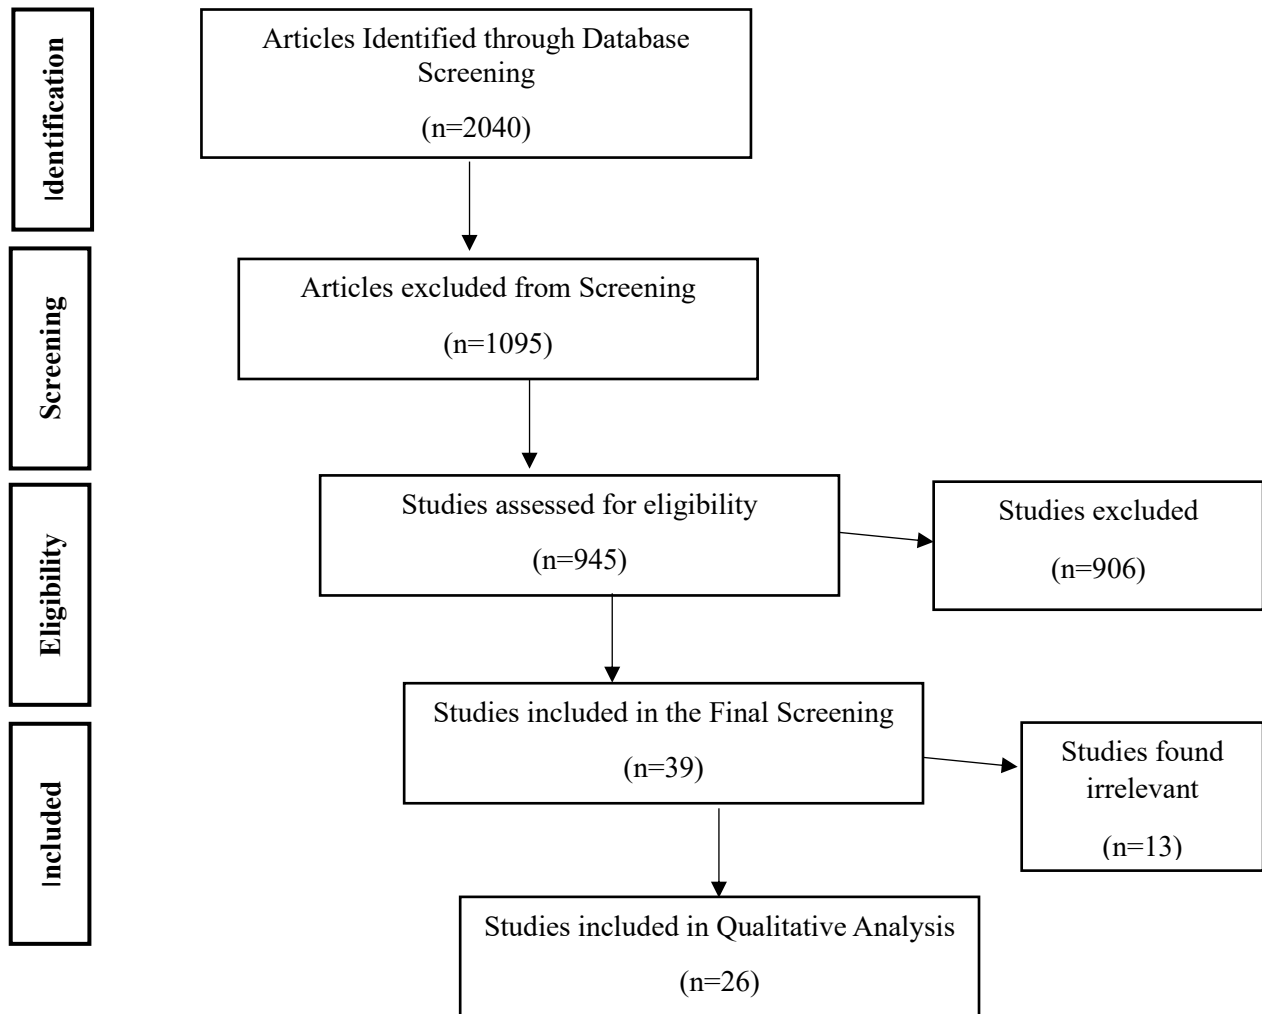 Identification
Articles Identified through Database
Screening
(n=2040)
Screening
Articles excluded from Screening
(n=1095)
Eligibility
Studies assessed for eligibility
(n=945)
Studies excluded
(n=906)
Included
Studies included in the Final Screening
(n=39)
Studies found
irrelevant
(n=13)
Studies included in Qualitative Analysis
(n=26)